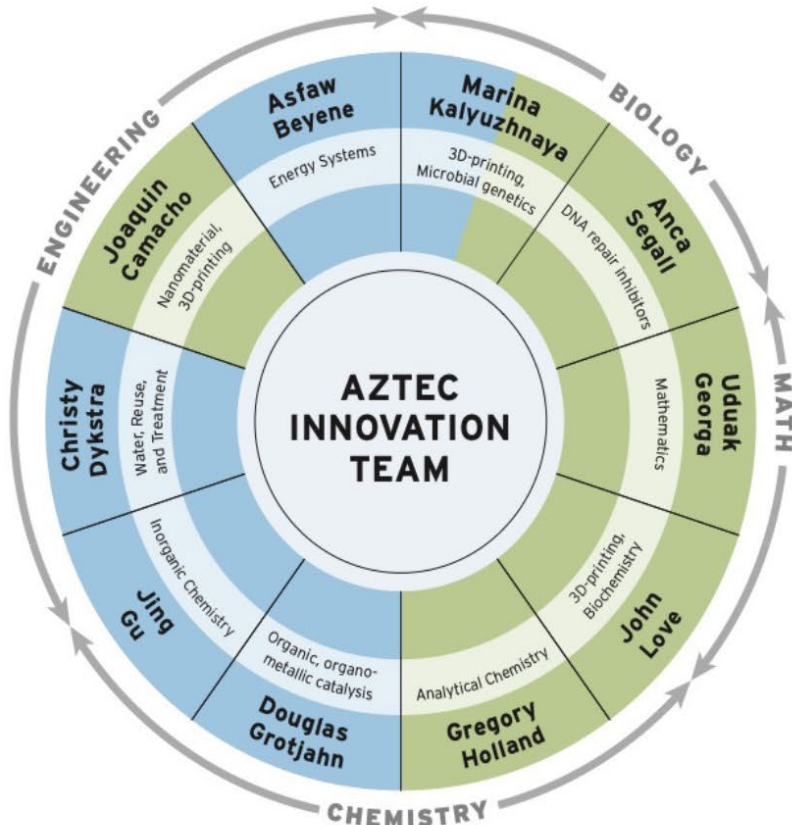 AZTEC
INNOVATION
TEAM
ENGINEERING
BIOLOGY
MATH
CHEMISTRY
Asfaw
Beyene
Energy Systems
Marina
Kalyuzhnaya
3D-printing,
Microbial genetics
Anca
Segall
DNA repair inhibitors
Uduak
Georga
Mathematics
John
Love
3D-printing,
Biochemistry
Gregory
Holland
Analytical Chemistry
Douglas
Grotjahn
Organic, organo-
metallic catalysis
Jing
Gu
Inorganic Chemistry
Christy
Dykstra
Water, Reuse,
and Treatment
Joaquin
Camacho
Nanomaterial,
3D-printing